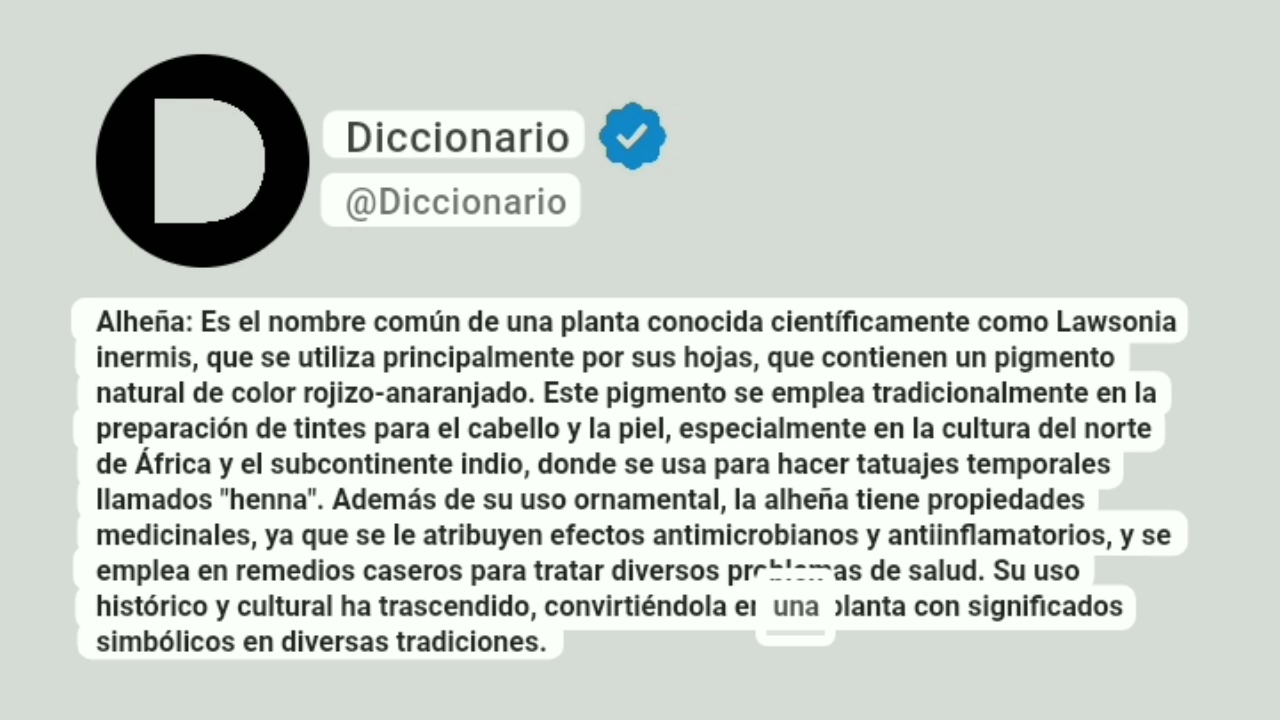 D
Diccionario
@Diccionario
Alheña: Es el nombre común de una planta conocida científicamente como Lawsonia
inermis, que se utiliza principalmente por sus hojas, que contienen un pigmento
natural de color rojizo-anaranjado. Este pigmento se emplea tradicionalmente en la
preparación de tintes para el cabello y la piel, especialmente en la cultura del norte
de África y el subcontinente indio, donde se usa para hacer tatuajes temporales
llamados "henna". Además de su uso ornamental, la alheña tiene propiedades
medicinales, ya que se le atribuyen efectos antimicrobianos y antiinflamatorios, y se
emplea en remedios caseros para tratar diversos problemas de salud. Su uso
histórico y cultural ha trascendido, convirtiéndola en una planta con significados
simbólicos en diversas tradiciones.